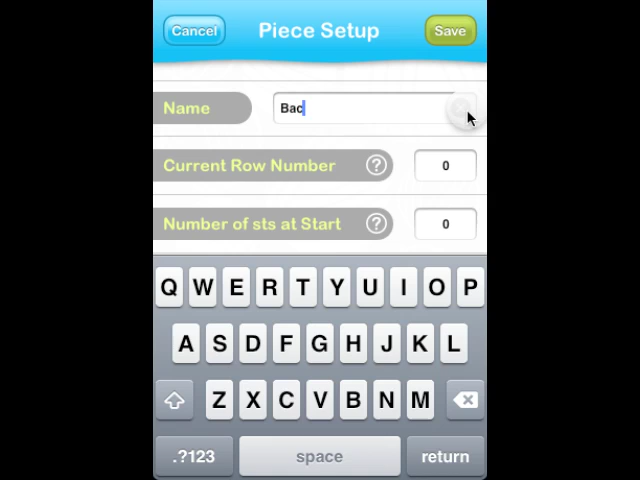 Cancel Piece Setup Save
Name Bac
Current Row Number ? 0
Number of sts at Start ? 0
Q W E R T Y U I O P
A S D F G H J K L
Z X C V B N M
.?123 space return